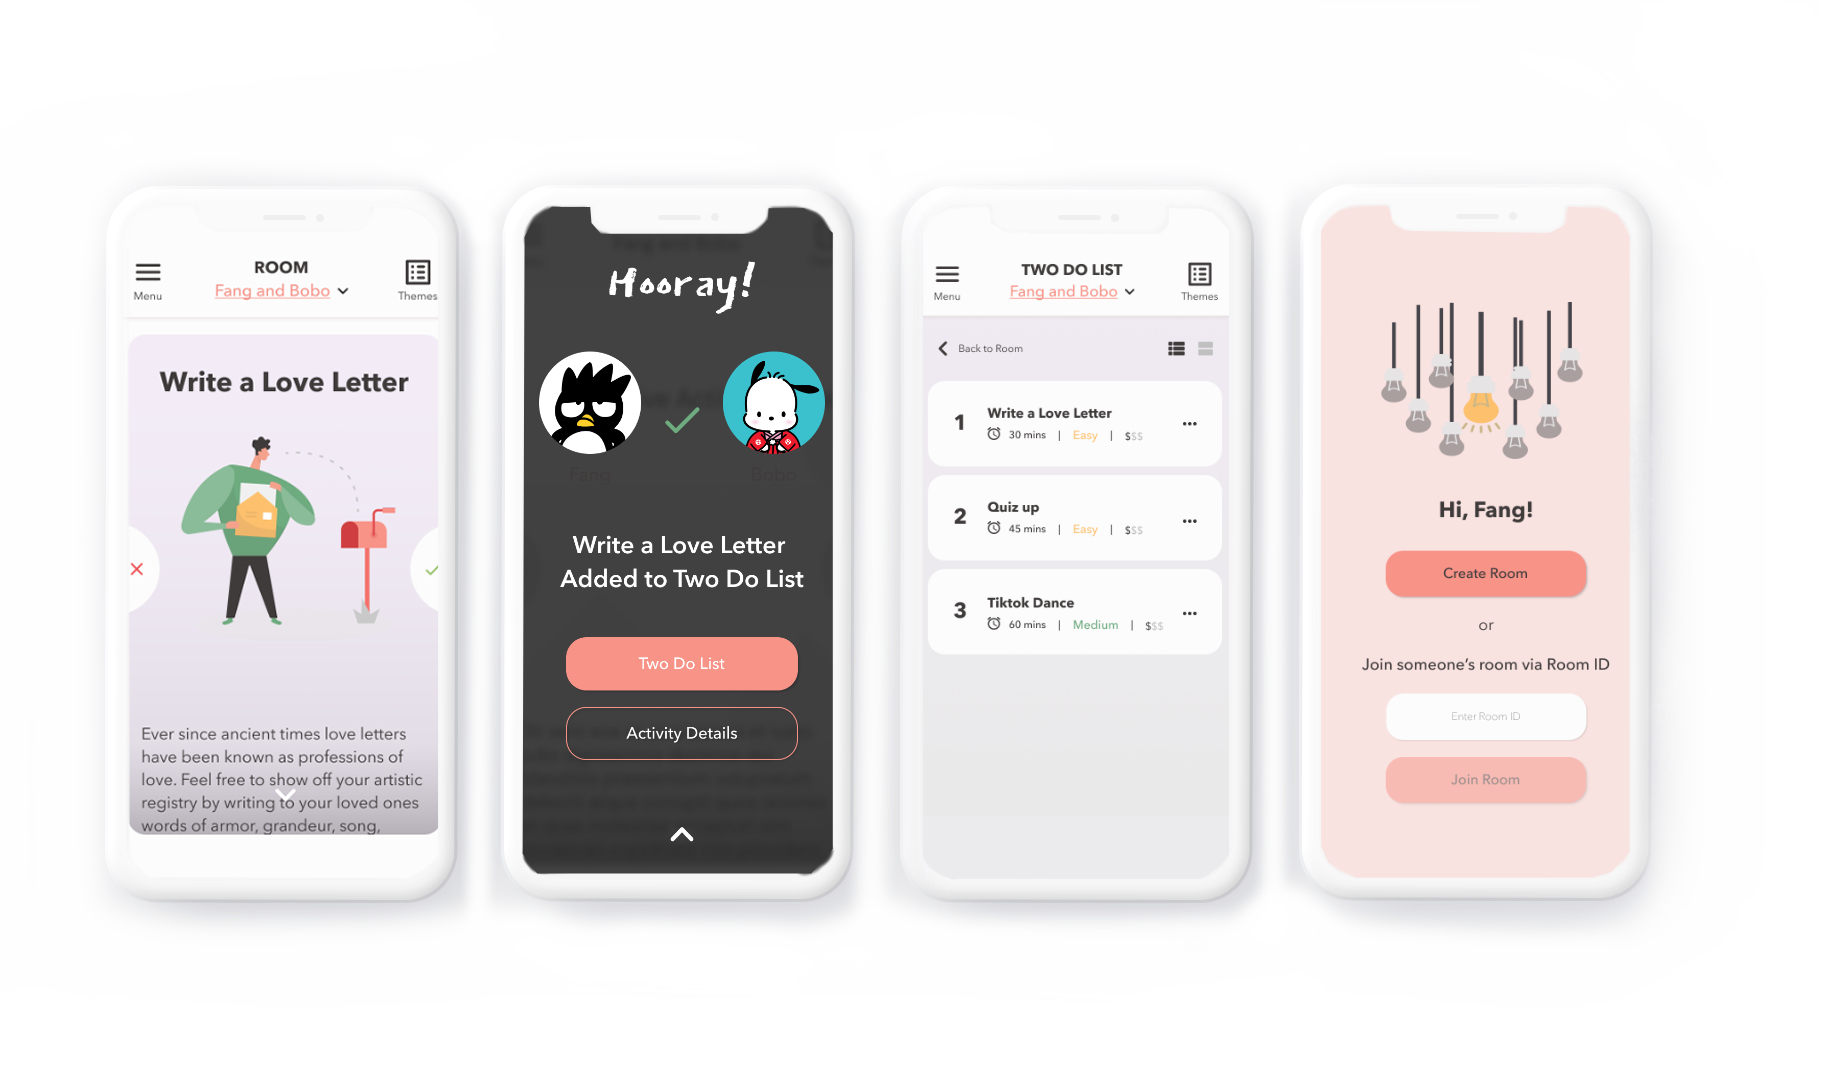 ROOM
Fang and Bobo
Menu
Themes
Write a Love Letter
Ever since ancient times love letters
have been known as professions of
love. Feel free to show off your artistic
registry by writing to your loved ones
words of armor, grandeur, song,
Fang and Bobo
Hooray!
Fang
Bobo
Write a Love Letter
Added to Two Do List
Two Do List
Activity Details
TWO DO LIST
Fang and Bobo
Menu
Themes
Back to Room
1
Write a Love Letter
30 mins | Easy | $$$
2
Quiz up
45 mins | Easy | $$$
3
Tiktok Dance
60 mins | Medium | $$$
Hi, Fang!
Create Room
or
Join someone's room via Room ID
Enter Room ID
Join Room